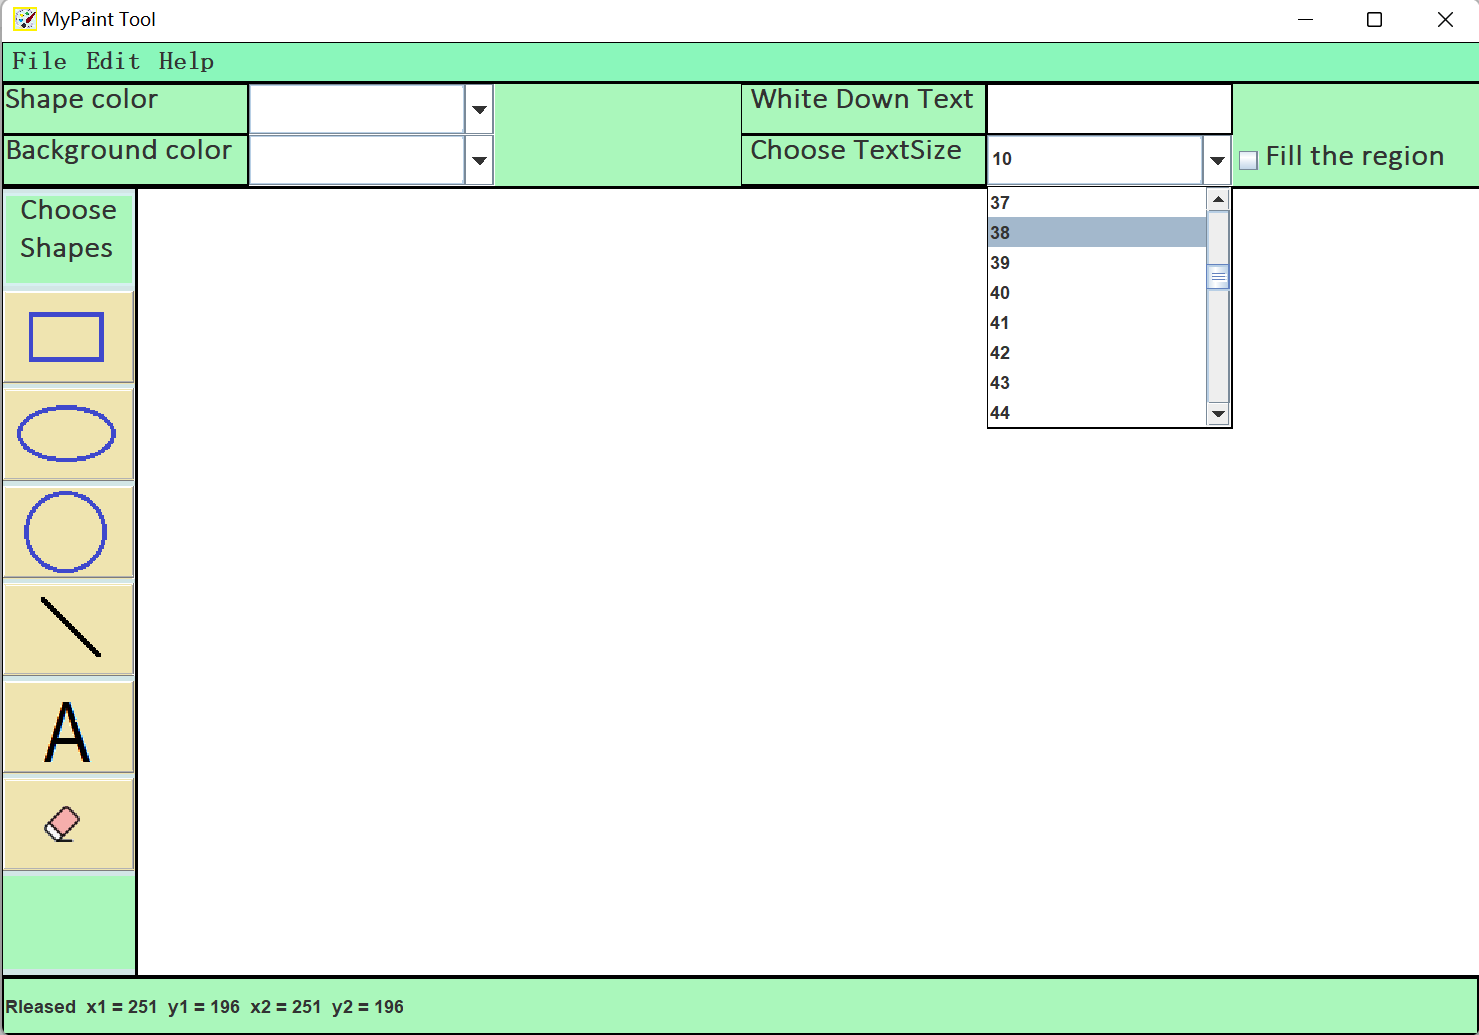 MyPaint Tool
File Edit Help
Shape color
White Down Text
Background color
Choose TextSize
10
Fill the region
Choose
Shapes
37
38
39
40
41
42
43
44
A
Rleased x1 = 251 y1 = 196 x2 = 251 y2 = 196